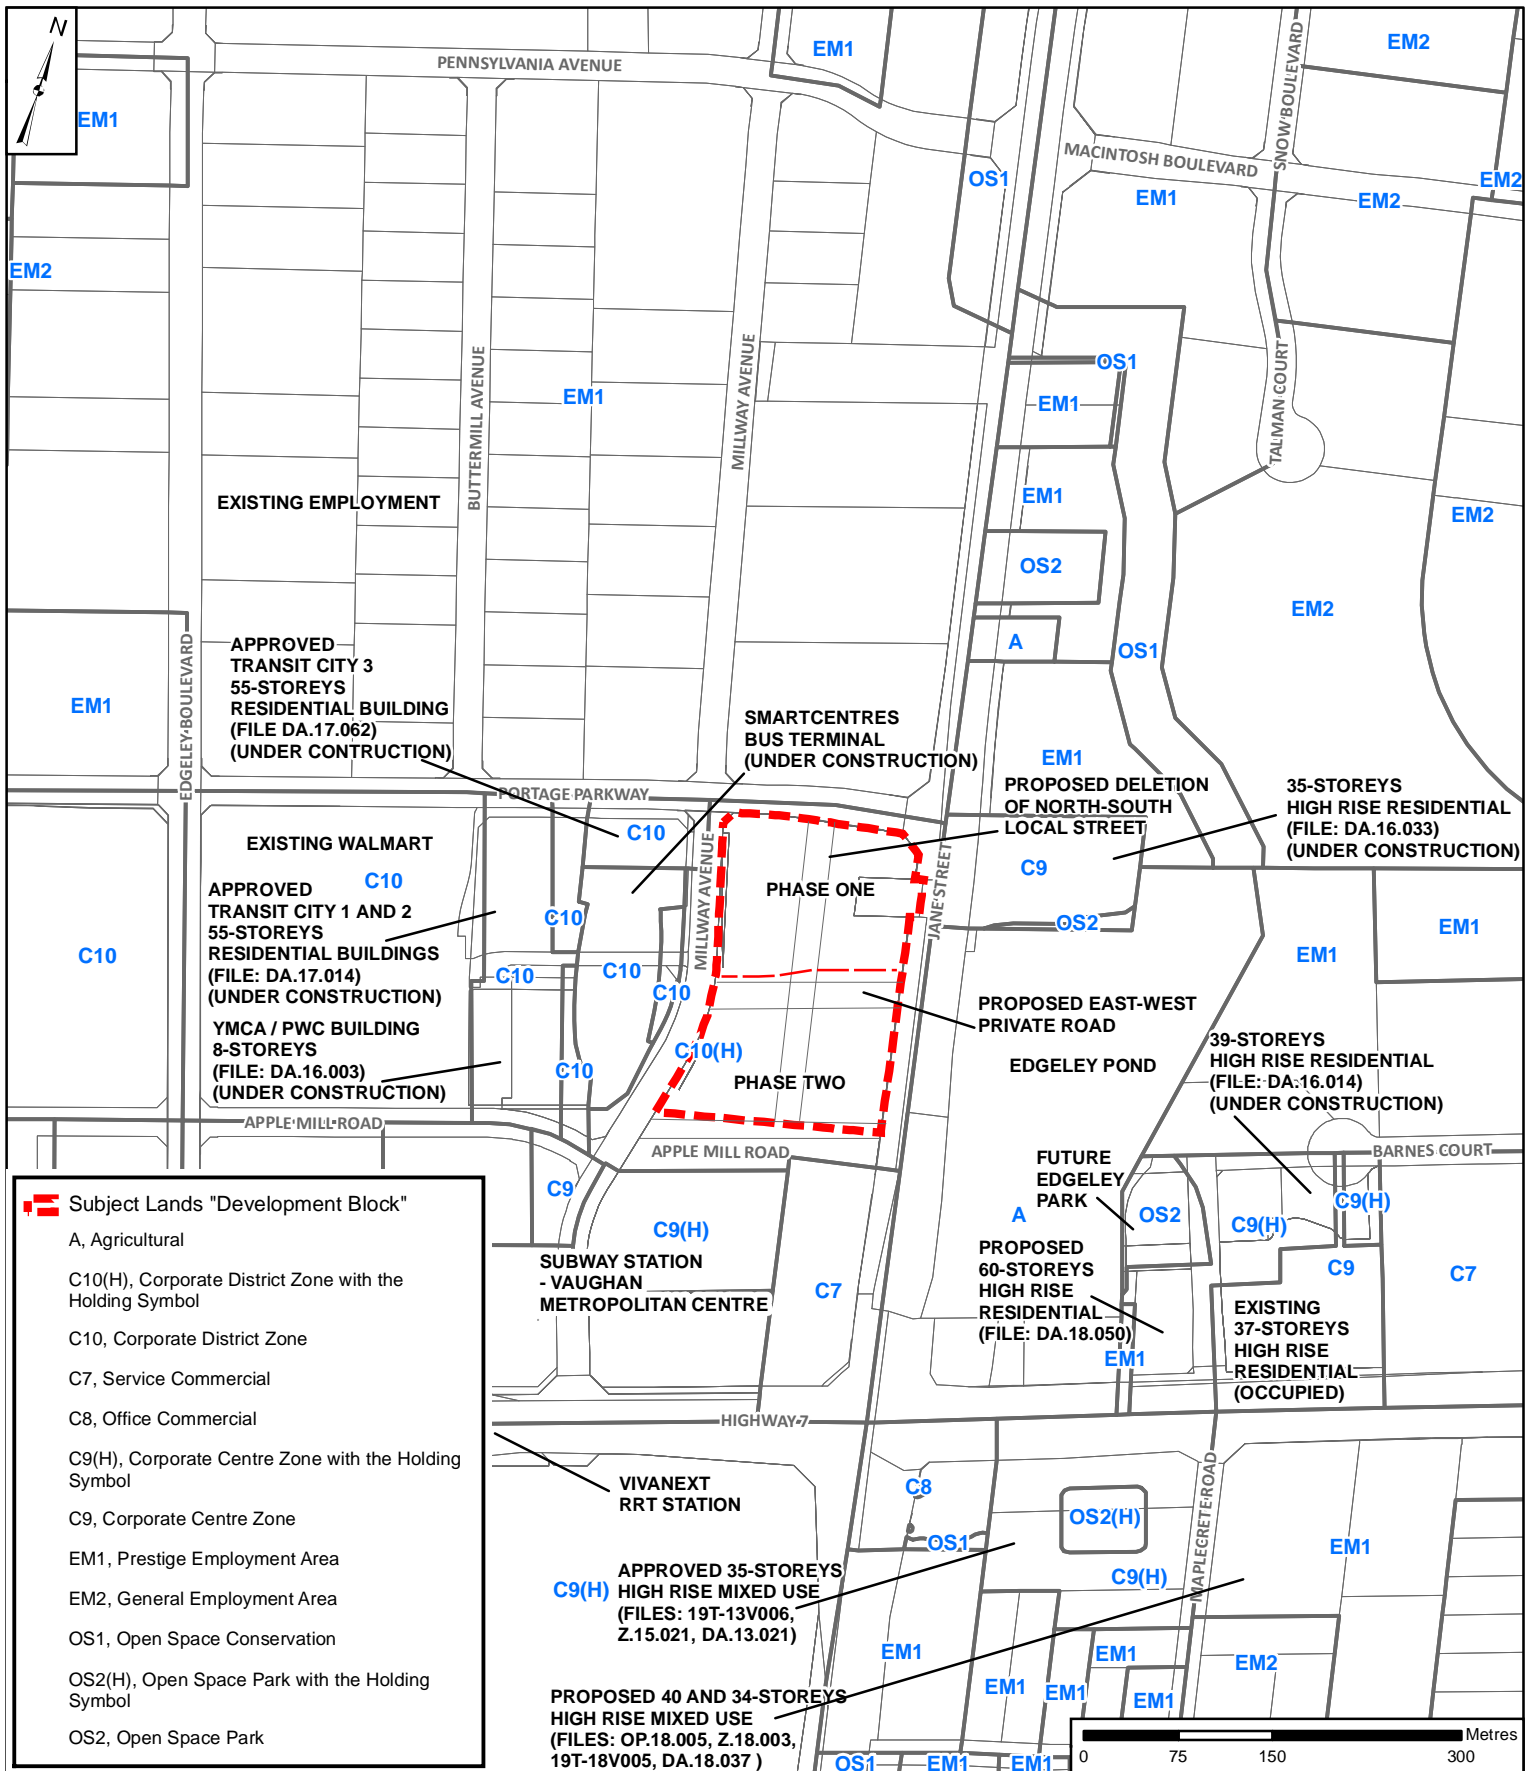 N
PENNSYLVANIA AVENUE
EM1
EM2
SNOW BOULEVARD
EM1
MACINTOSH BOULEVARD
OS1
EM1
EM2
EM2
EM2
OS1
EM1
EM1
BUTTERMILL AVENUE
MILLWAY AVENUE
TALMAN COURT
EXISTING EMPLOYMENT
EM1
EM2
OS2
EM2
A
OS1
EM1
EDGELEY BOULEVARD
APPROVED
TRANSIT CITY 3
55-STOREYS
RESIDENTIAL BUILDING
(FILE DA.17.062)
(UNDER CONTRUCTION)
SMARTCENTRES
BUS TERMINAL
(UNDER CONSTRUCTION)
EM1
PROPOSED DELETION
OF NORTH-SOUTH
LOCAL STREET
35-STOREYS
HIGH RISE RESIDENTIAL
(FILE: DA.16.033)
(UNDER CONSTRUCTION)
PORTAGE PARKWAY
EXISTING WALMART
C10
C10
MILLWAY AVENUE
PHASE ONE
JANE STREET
C9
OS2
APPROVED
TRANSIT CITY 1 AND 2
55-STOREYS
RESIDENTIAL BUILDINGS
(FILE: DA.17.014)
(UNDER CONSTRUCTION)
C10
C10
C10
C10
C10
EM1
EM1
YMCA / PWC BUILDING
8-STOREYS
(FILE: DA.16.003)
(UNDER CONSTRUCTION)
C10
C10(H)
PHASE TWO
PROPOSED EAST-WEST
PRIVATE ROAD
EDGELEY POND
39-STOREYS
HIGH RISE RESIDENTIAL
(FILE: DA.16.014)
(UNDER CONSTRUCTION)
APPLE MILL ROAD
APPLE MILL ROAD
BARNES COURT
FUTURE
EDGELEY
PARK
A
OS2
C9(H)
C9(H)
C9
C9(H)
SUBWAY STATION
- VAUGHAN
METROPOLITAN CENTRE
C7
PROPOSED
60-STOREYS
HIGH RISE
RESIDENTIAL
(FILE: DA.18.050)
EM1
C9
C7
EXISTING
37-STOREYS
HIGH RISE
RESIDENTIAL
(OCCUPIED)
HIGHWAY 7
VIVANEXT
RRT STATION
C8
OS1
OS2(H)
C9(H)
MAPLECRETE ROAD
EM1
C9(H)
APPROVED 35-STOREYS
HIGH RISE MIXED USE
(FILES: 19T-13V006,
Z.15.021, DA.13.021)
EM1
EM1
EM1
EM1
EM1
EM2
PROPOSED 40 AND 34-STOREYS
HIGH RISE MIXED USE
(FILES: OP.18.005, Z.18.003,
19T-18V005, DA.18.037 )
OS1
EM1
EM1
Subject Lands "Development Block"
A, Agricultural
C10(H), Corporate District Zone with the
Holding Symbol
C10, Corporate District Zone
C7, Service Commercial
C8, Office Commercial
C9(H), Corporate Centre Zone with the Holding
Symbol
C9, Corporate Centre Zone
EM1, Prestige Employment Area
EM2, General Employment Area
OS1, Open Space Conservation
OS2(H), Open Space Park with the Holding
Symbol
OS2, Open Space Park
Metres
0 75 150 300